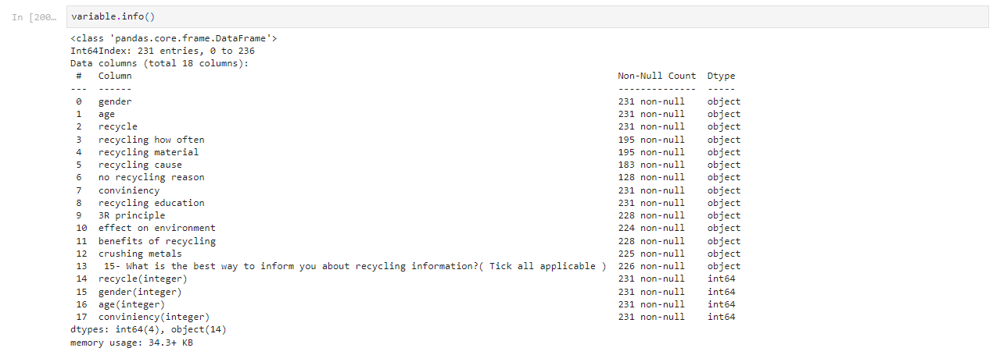 In [200… variable.info()
<class 'pandas.core.frame.DataFrame'>
Int64Index: 231 entries, 0 to 236
Data columns (total 18 columns):
 #   Column                                                                                      Non-Null Count  Dtype
---  ------                                                                                      --------------  -----
 0   gender                                                                                      231 non-null    object
 1   age                                                                                         231 non-null    object
 2   recycle                                                                                     231 non-null    object
 3   recycling how often                                                                         195 non-null    object
 4   recycling material                                                                          195 non-null    object
 5   recycling cause                                                                             183 non-null    object
 6   no recycling reason                                                                         128 non-null    object
 7   conviniency                                                                                 231 non-null    object
 8   recycling education                                                                         231 non-null    object
 9   3R principle                                                                                228 non-null    object
 10  effect on environment                                                                       224 non-null    object
 11  benefits of recycling                                                                       228 non-null    object
 12  crushing metals                                                                             225 non-null    object
 13   15- What is the best way to inform you about recycling information?( Tick all applicable )  226 non-null    object
 14  recycle(integer)                                                                            231 non-null    int64
 15  gender(integer)                                                                             231 non-null    int64
 16  age(integer)                                                                                231 non-null    int64
 17  conviniency(integer)                                                                        231 non-null    int64
dtypes: int64(4), object(14)
memory usage: 34.3+ KB